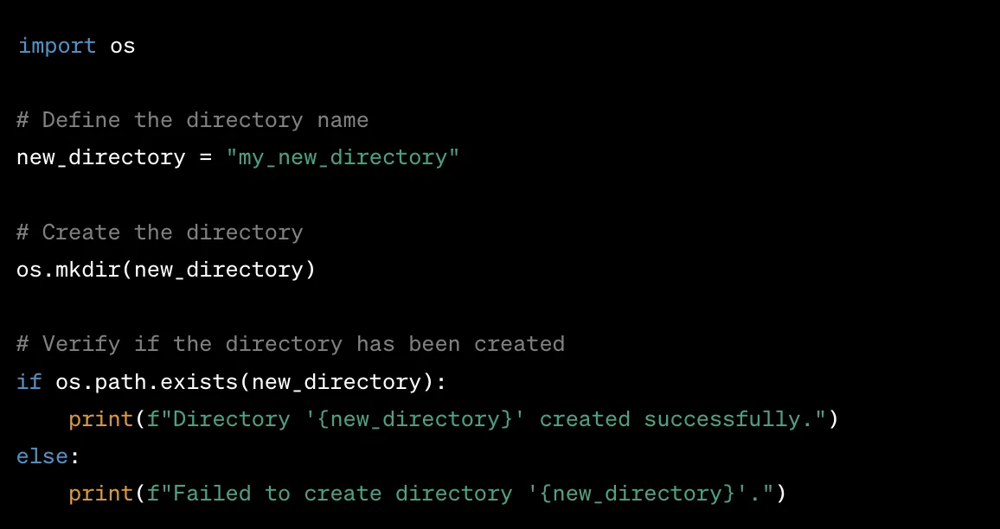 import os
# Define the directory name
new_directory = "my_new_directory"
# Create the directory
os.mkdir(new_directory)
# Verify if the directory has been created
if os.path.exists(new_directory):
    print(f"Directory '{new_directory}' created successfully.")
else:
    print(f"Failed to create directory '{new_directory}'.")